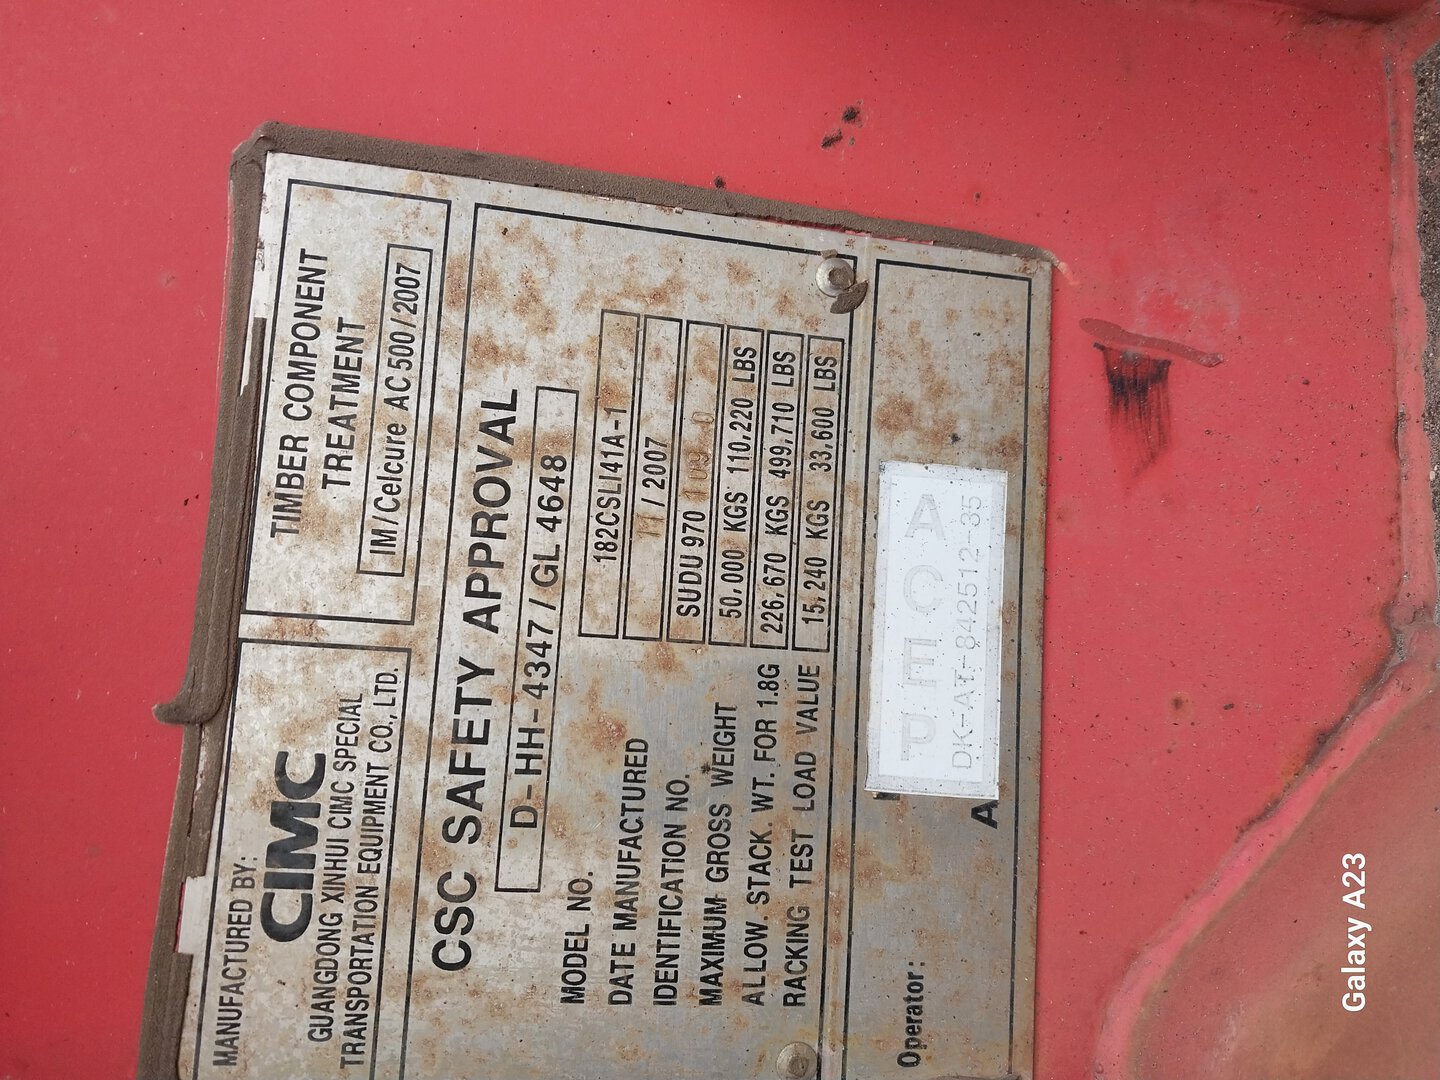 MANUFACTURED BY:
CIMC
GUANGDONG XINHUI CIMC SPECIAL
TRANSPORTATION EQUIPMENT CO., LTD.
TIMBER COMPONENT
TREATMENT
IM/Celcure AC 500/2007
CSC SAFETY APPROVAL
D-HH-4347/GL 4648
MODEL NO. 182CSLI41A-1
DATE MANUFACTURED 11/2007
IDENTIFICATION NO. SUDU 970
MAXIMUM GROSS WEIGHT 50,000 KGS 110,220 LBS
ALLOW. STACK. WT. FOR 1.8G 226,670 KGS 499,710 LBS
RACKING TEST LOAD VALUE 15,240 KGS 33,600 LBS
Operator:
A
ACEP
DK-AT-842512-35
Galaxy A23